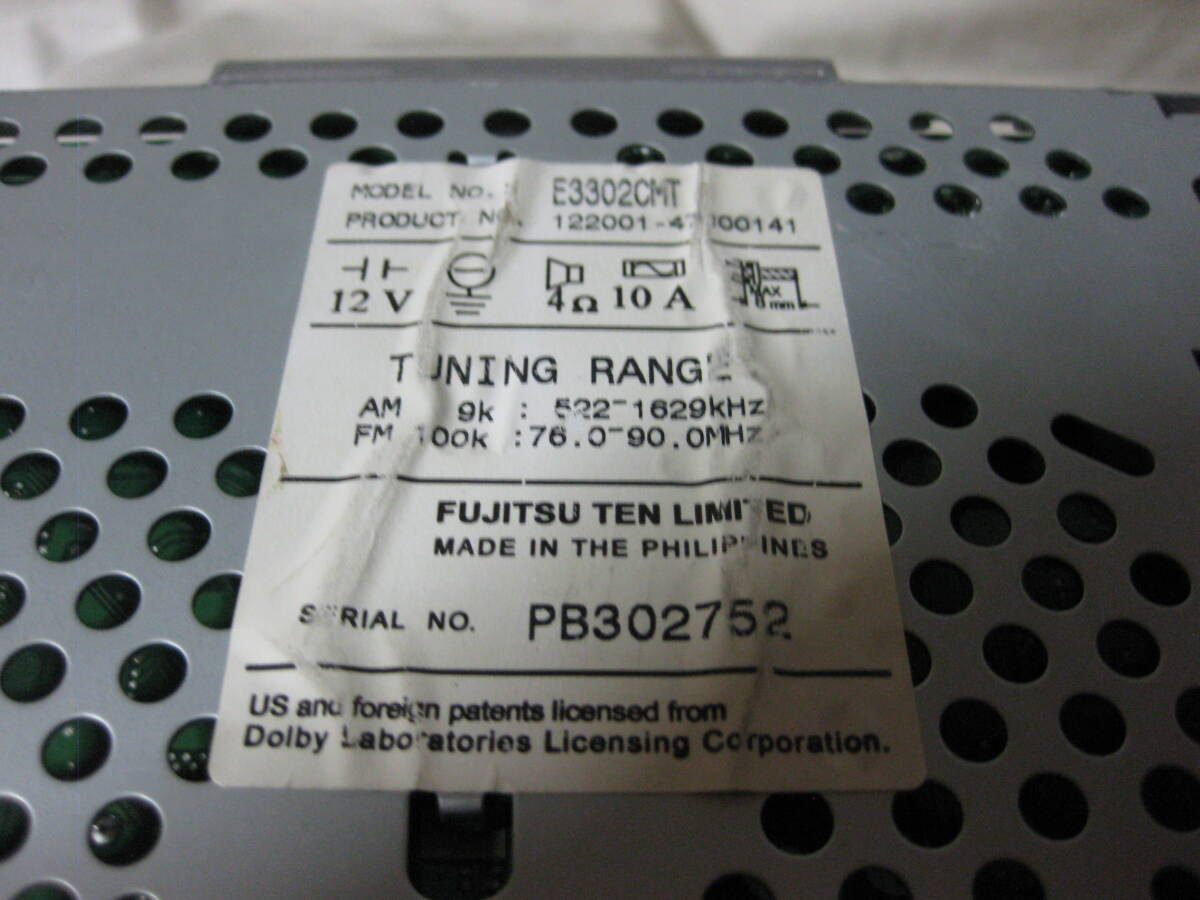 MODEL NO. E3302CMT
PRODUCT NO.
12 V 4Ω 10 A MAX mm
TUNING RANGE
AM 9k : 522-1629kHz
FM 100k :76.0-90.0MHz
FUJITSU TEN LIMITED
MADE IN THE PHILIPPINES
SERIAL NO. PB302752
US and foreign patents licensed from
Dolby Laboratories Licensing Corporation.